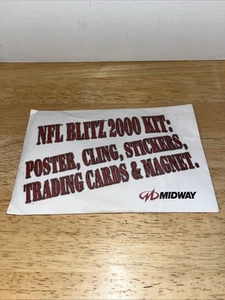 NFL BLITZ 2000 KIT:
POSTER, CLING, STICKERS,
TRADING CARDS & MAGNET.
MIDWAY